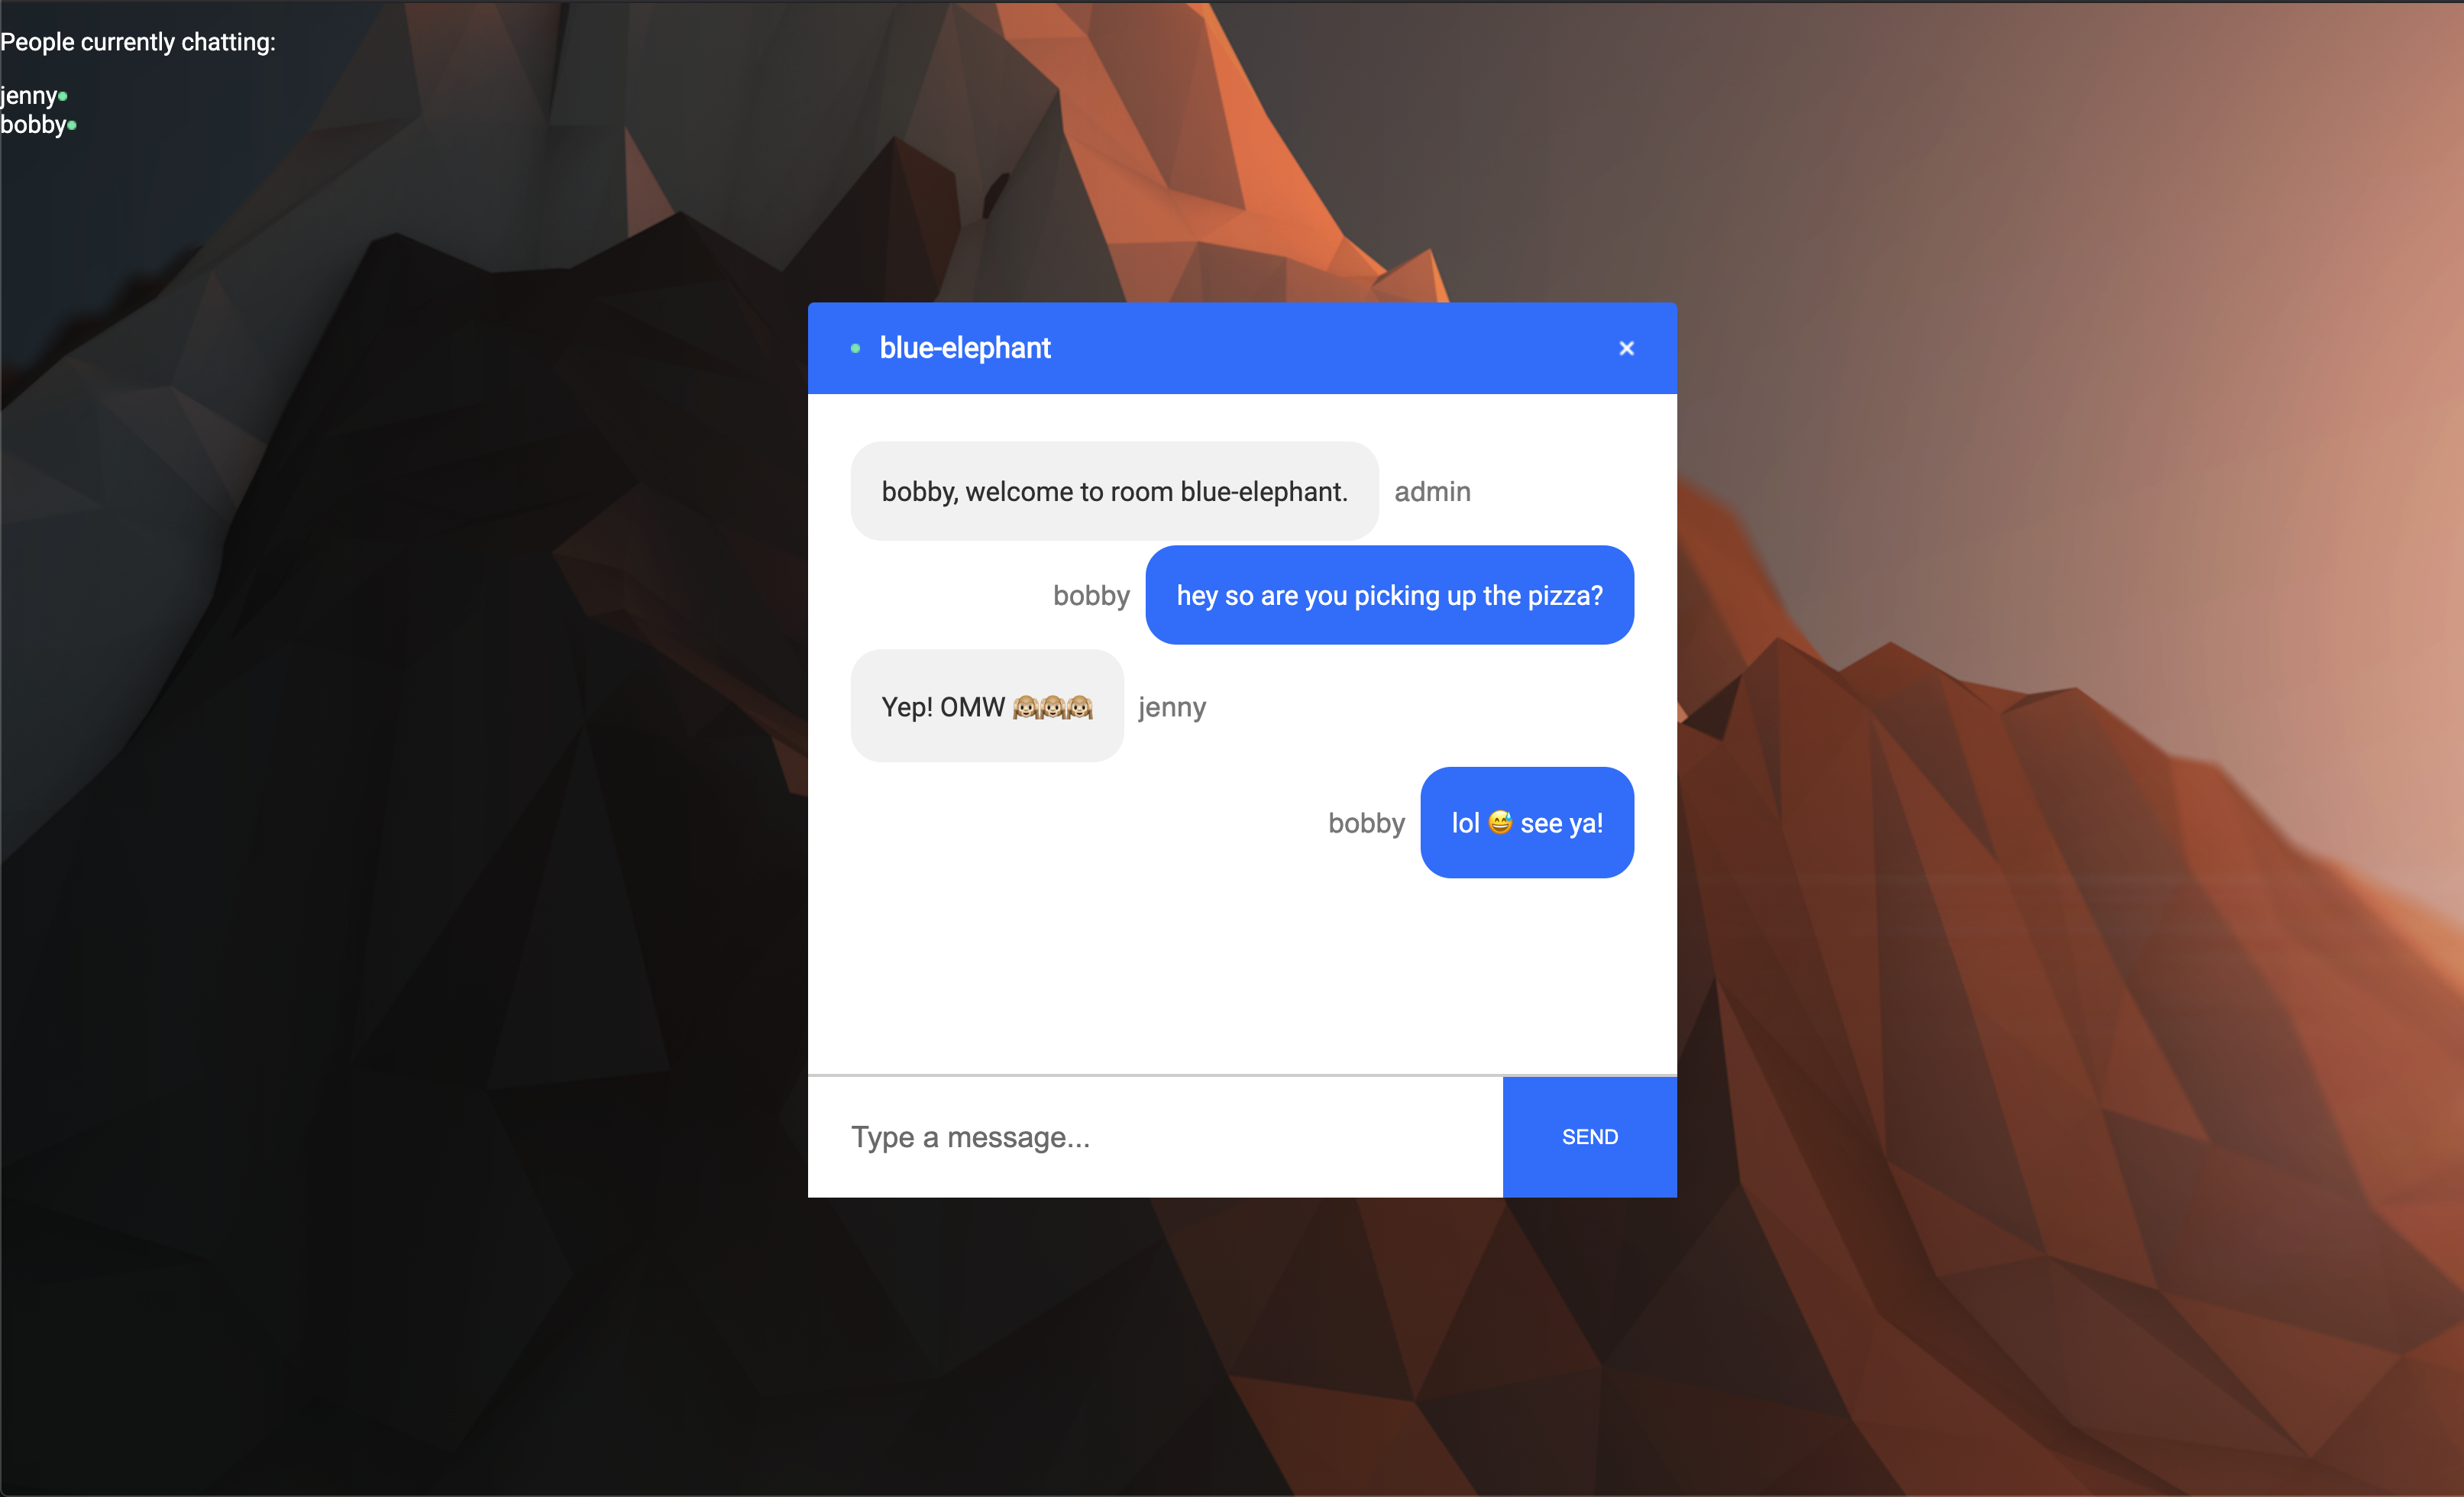 People currently chatting:
jenny
bobby
blue-elephant
bobby, welcome to room blue-elephant. admin
bobby hey so are you picking up the pizza?
Yep! OMW 🙉🙉🙉 jenny
bobby lol 😅 see ya!
Type a message...
SEND